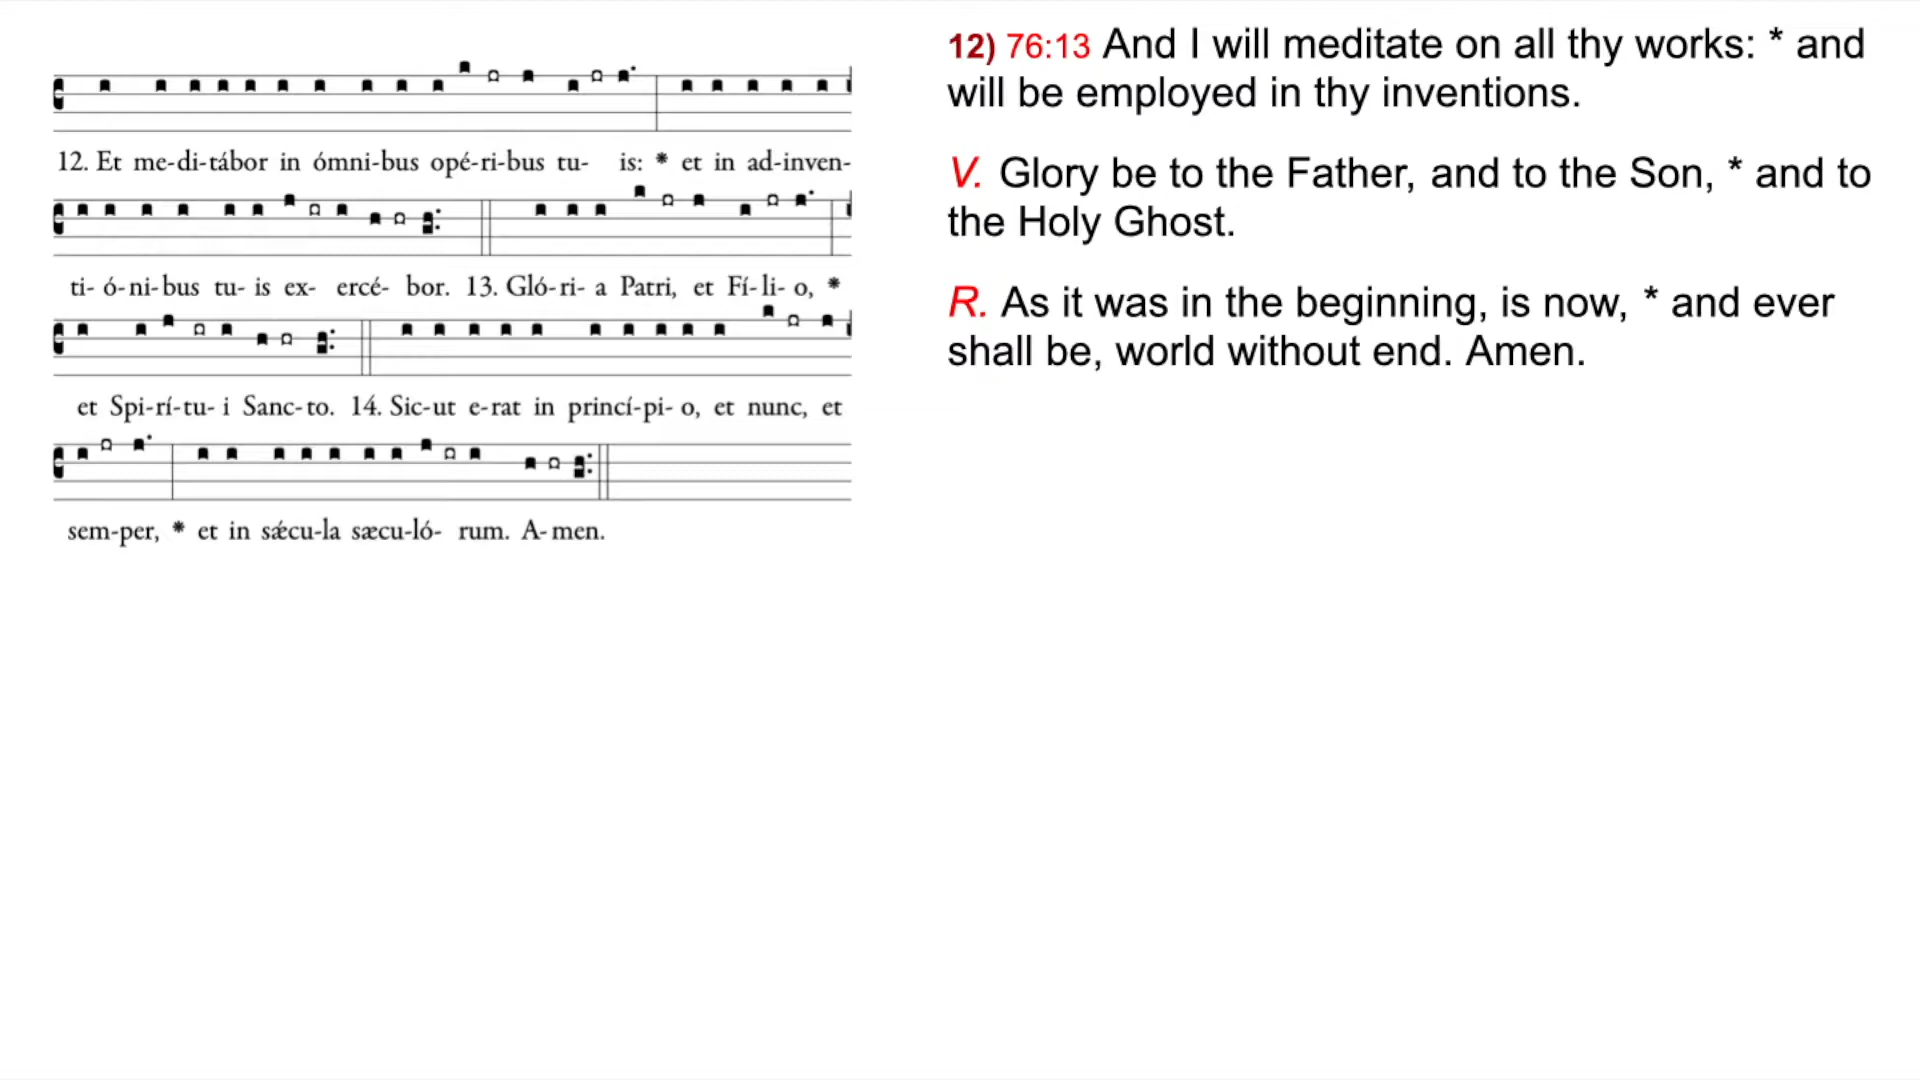 12. Et me-di-tábor in ómni-bus opé-ri-bus tu- is: * et in ad-inven-
ti- ó-ni-bus tu- is ex- ercé- bor. 13. Gló-ri- a Patri, et Fí-li- o, *
et Spi-rí-tu- i Sanc-to. 14. Sic-ut e-rat in princí-pi- o, et nunc, et
sem-per, * et in sǽcu-la sæcu-ló- rum. A-men.
12) 76:13 And I will meditate on all thy works: * and
will be employed in thy inventions.
V. Glory be to the Father, and to the Son, * and to
the Holy Ghost.
R. As it was in the beginning, is now, * and ever
shall be, world without end. Amen.